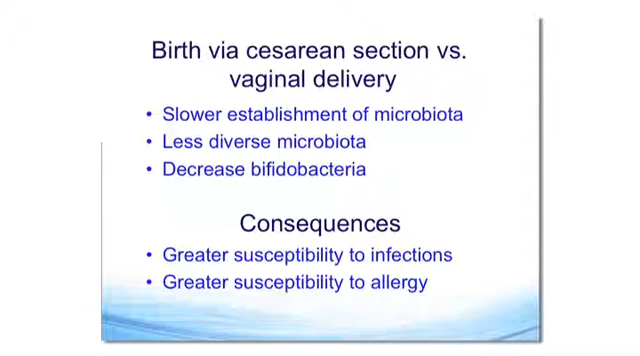 Birth via cesarean section vs.
vaginal delivery
• Slower establishment of microbiota
• Less diverse microbiota
• Decrease bifidobacteria
Consequences
• Greater susceptibility to infections
• Greater susceptibility to allergy